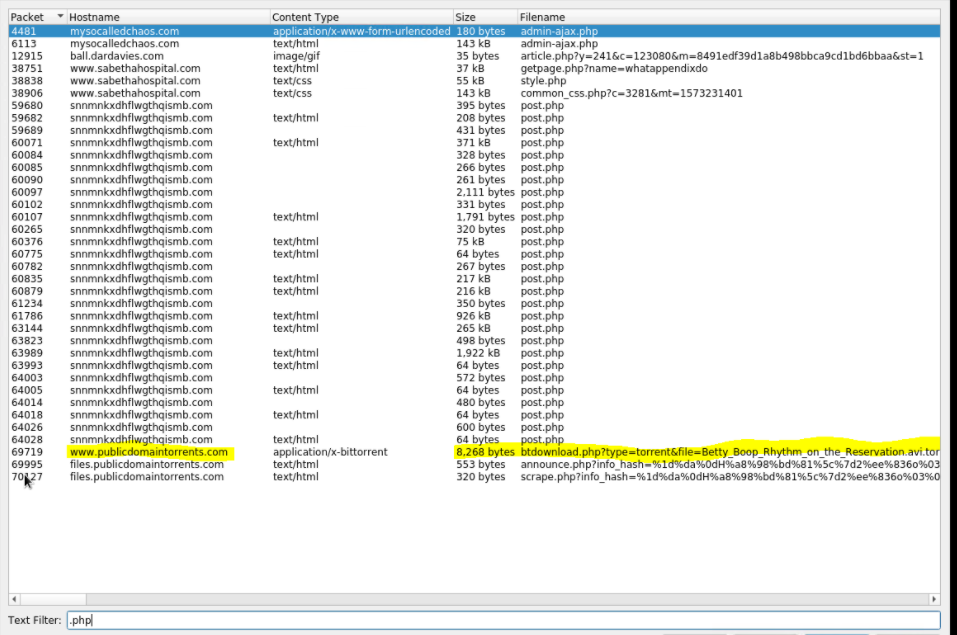 Packet Hostname Content Type Size Filename
4481 mysocalledchaos.com application/x-www-form-urlencoded 180 bytes admin-ajax.php
6113 mysocalledchaos.com text/html 143 kB admin-ajax.php
12915 ball.dardavies.com image/gif 35 bytes article.php?y=241&c=123080&m=8491edf39d1a8b498bbca9cd1bd6bbaa&st=1
38751 www.sabethahospital.com text/html 37 kB getpage.php?name=whatappendixdo
38838 www.sabethahospital.com text/css 55 kB style.php
38906 www.sabethahospital.com text/css 143 kB common_css.php?c=3281&mt=1573231401
59680 snnmnkxdhflwgthqismb.com 395 bytes post.php
59682 snnmnkxdhflwgthqismb.com text/html 208 bytes post.php
59689 snnmnkxdhflwgthqismb.com 431 bytes post.php
60071 snnmnkxdhflwgthqismb.com text/html 371 kB post.php
60084 snnmnkxdhflwgthqismb.com 328 bytes post.php
60085 snnmnkxdhflwgthqismb.com 266 bytes post.php
60090 snnmnkxdhflwgthqismb.com 261 bytes post.php
60097 snnmnkxdhflwgthqismb.com 2,111 bytes post.php
60102 snnmnkxdhflwgthqismb.com 331 bytes post.php
60107 snnmnkxdhflwgthqismb.com text/html 1,791 bytes post.php
60265 snnmnkxdhflwgthqismb.com 320 bytes post.php
60376 snnmnkxdhflwgthqismb.com text/html 75 kB post.php
60775 snnmnkxdhflwgthqismb.com text/html 64 bytes post.php
60782 snnmnkxdhflwgthqismb.com 267 bytes post.php
60835 snnmnkxdhflwgthqismb.com text/html 217 kB post.php
60879 snnmnkxdhflwgthqismb.com text/html 216 kB post.php
61234 snnmnkxdhflwgthqismb.com 350 bytes post.php
61786 snnmnkxdhflwgthqismb.com text/html 926 kB post.php
63144 snnmnkxdhflwgthqismb.com text/html 265 kB post.php
63823 snnmnkxdhflwgthqismb.com 498 bytes post.php
63989 snnmnkxdhflwgthqismb.com text/html 1,922 kB post.php
63993 snnmnkxdhflwgthqismb.com text/html 64 bytes post.php
64003 snnmnkxdhflwgthqismb.com 572 bytes post.php
64005 snnmnkxdhflwgthqismb.com text/html 64 bytes post.php
64014 snnmnkxdhflwgthqismb.com 480 bytes post.php
64018 snnmnkxdhflwgthqismb.com text/html 64 bytes post.php
64026 snnmnkxdhflwgthqismb.com 600 bytes post.php
64028 snnmnkxdhflwgthqismb.com text/html 64 bytes post.php
69719 www.publicdomaintorrents.com application/x-bittorrent 8,268 bytes btdownload.php?type=torrent&file=Betty_Boop_Rhythm_on_the_Reservation.avi.tor
69995 files.publicdomaintorrents.com text/html 553 bytes announce.php?info_hash=%1d%da%0dH%a8%98%bd%81%5c%7d2%ee%836o%03
files.publicdomaintorrents.com text/html 320 bytes scrape.php?info_hash=%1d%da%0dH%a8%98%bd%81%5c%7d2%ee%836o%03%0
Text Filter: .php